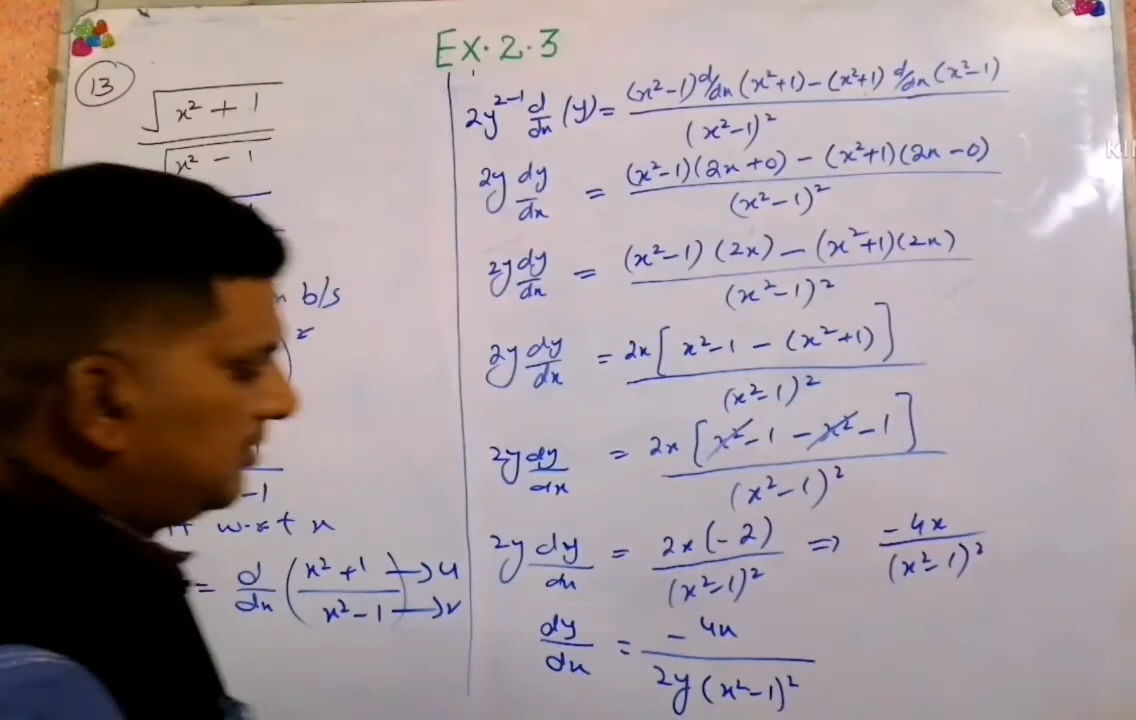 Ex. 2.3
13
√x² + 1
√x² - 1
b/s
2
-1
w.r.t x
= d/dx (x² + 1 / x² - 1) → u → v
2y²⁻¹ d/dx (y) = (x²-1) d/dx (x²+1) - (x²+1) d/dx (x²-1) / (x²-1)²
2y dy/dx = (x²-1)(2x+0) - (x²+1)(2x-0) / (x²-1)²
2y dy/dx = (x²-1)(2x) - (x²+1)(2x) / (x²-1)²
2y dy/dx = 2x[x²-1 - (x²+1)] / (x²-1)²
2y dy/dx = 2x[x²-1-x²-1] / (x²-1)²
2y dy/dx = 2x(-2) / (x²-1)² ⇒ -4x / (x²-1)²
dy/dx = -4x / 2y(x²-1)²